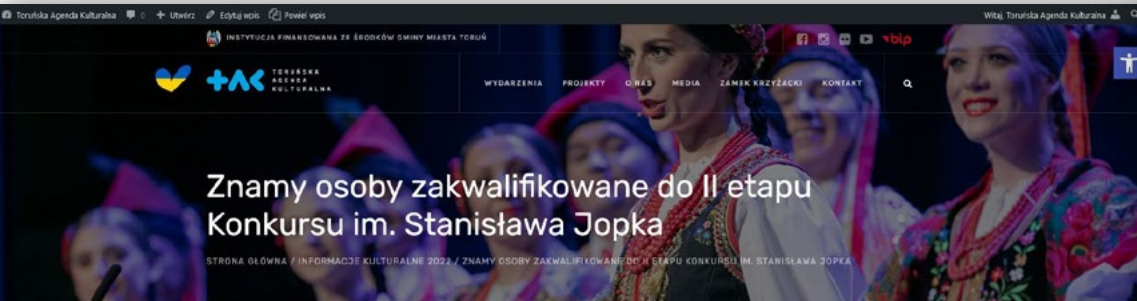 Toruńska Agenda Kulturalna 0 + Utwórz Edytuj wpis Powiel wpis Witaj, Toruńska Agenda Kulturalna
INSTYTUCJA FINANSOWANA ZE ŚRODKÓW GMINY MIASTA TORUŃ bip
TAK TORUŃSKA
AGENDA
KULTURALNA
WYDARZENIA PROJEKTY O NAS MEDIA ZAMEK KRZYŻACKI KONTAKT
Znamy osoby zakwalifikowane do II etapu
Konkursu im. Stanisława Jopka
STRONA GŁÓWNA / INFORMACJE KULTURALNE 2022 / ZNAMY OSOBY ZAKWALIFIKOWANE DO II ETAPU KONKURSU IM. STANISŁAWA JOPKA